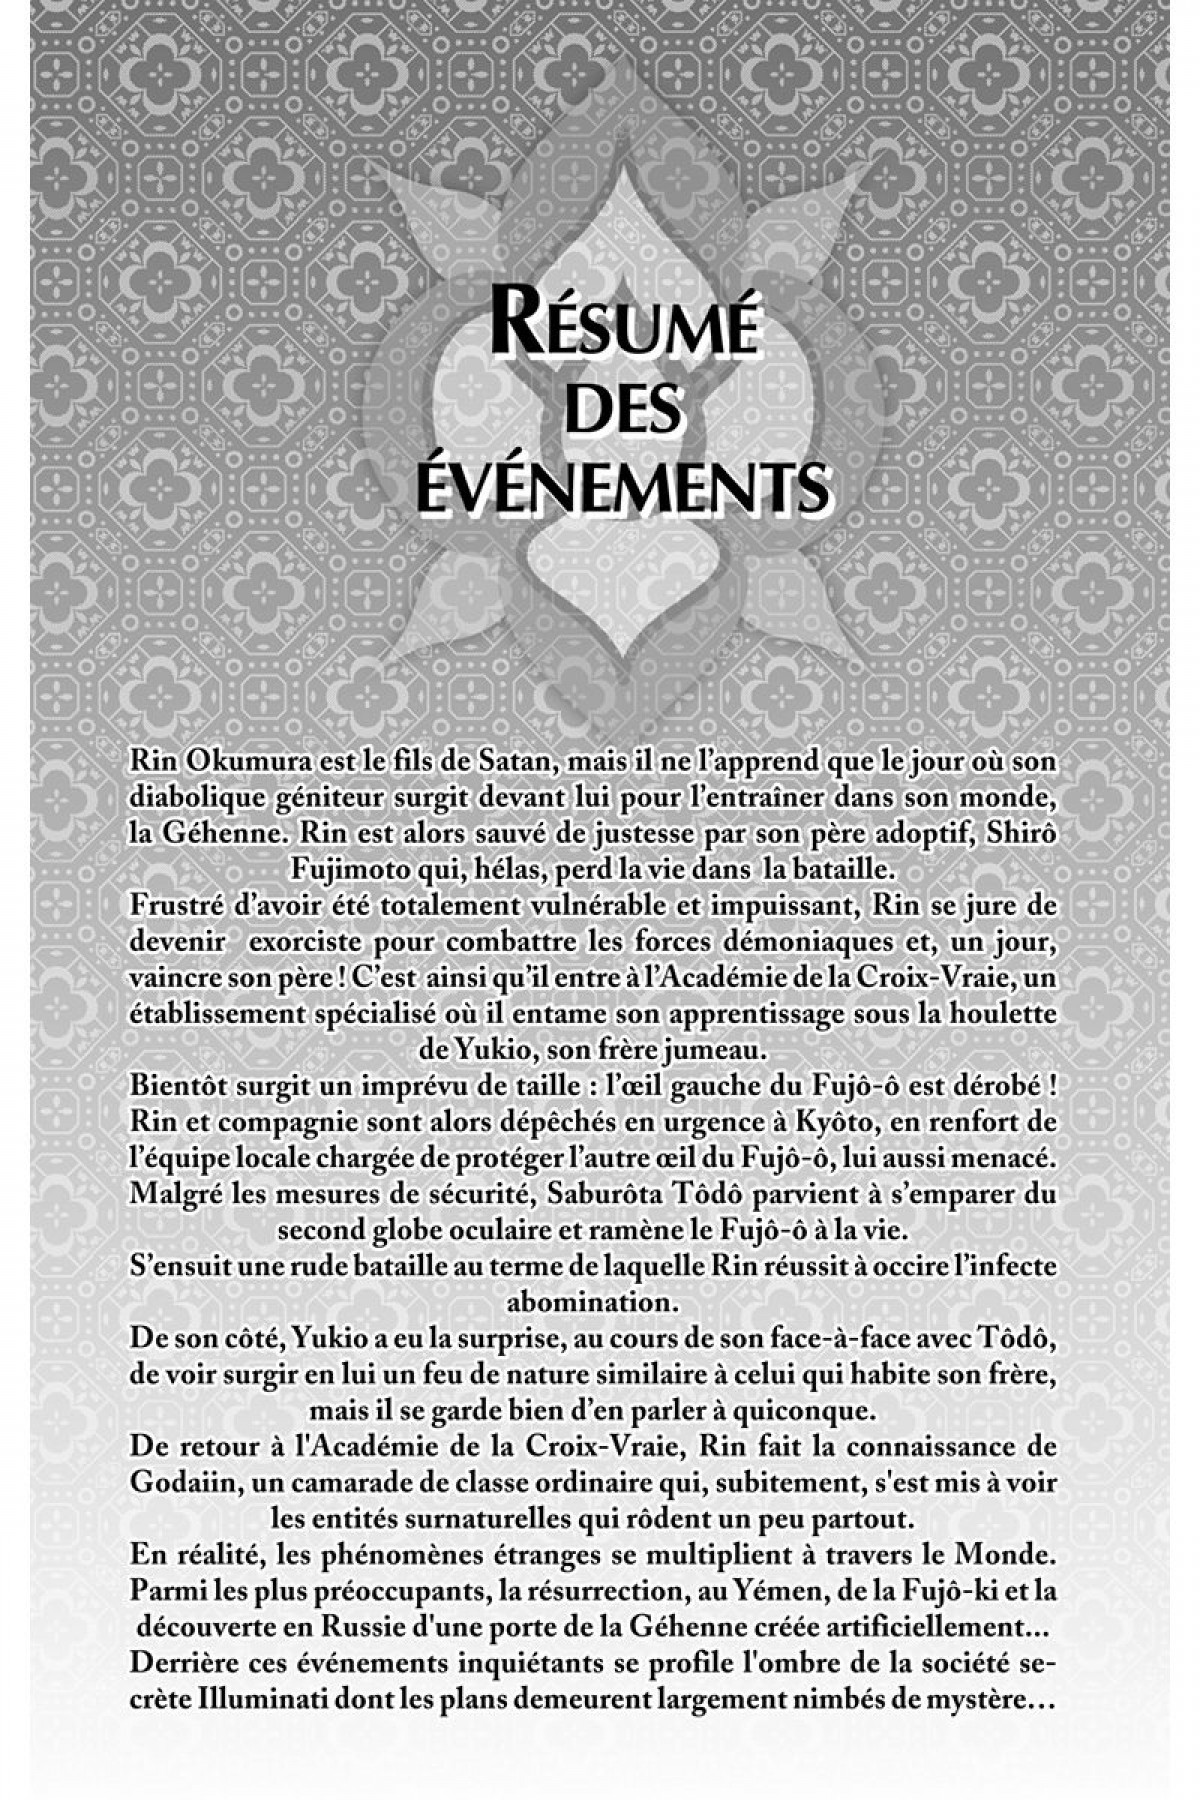 RÉSUMÉ
DES
ÉVÉNEMENTS
Rin Okumura est le fils de Satan, mais il ne l’apprend que le jour où son
diabolique géniteur surgit devant lui pour l’entraîner dans son monde,
la Géhenne. Rin est alors sauvé de justesse par son père adoptif, Shirô
Fujimoto qui, hélas, perd la vie dans la bataille.
Frustré d’avoir été totalement vulnérable et impuissant, Rin se jure de
devenir exorciste pour combattre les forces démoniaques et, un jour,
vaincre son père ! C’est ainsi qu’il entre à l’Académie de la Croix-Vraie, un
établissement spécialisé où il entame son apprentissage sous la houlette
de Yukio, son frère jumeau.
Bientôt surgit un imprévu de taille : l’œil gauche du Fujô-ô est dérobé !
Rin et compagnie sont alors dépêchés en urgence à Kyôto, en renfort de
l’équipe locale chargée de protéger l’autre œil du Fujô-ô, lui aussi menacé.
Malgré les mesures de sécurité, Saburôta Tôdô parvient à s’emparer du
second globe oculaire et ramène le Fujô-ô à la vie.
S’ensuit une rude bataille au terme de laquelle Rin réussit à occire l’infecte
abomination.
De son côté, Yukio a eu la surprise, au cours de son face-à-face avec Tôdô,
de voir surgir en lui un feu de nature similaire à celui qui habite son frère,
mais il se garde bien d’en parler à quiconque.
De retour à l'Académie de la Croix-Vraie, Rin fait la connaissance de
Godaiin, un camarade de classe ordinaire qui, subitement, s'est mis à voir
les entités surnaturelles qui rôdent un peu partout.
En réalité, les phénomènes étranges se multiplient à travers le Monde.
Parmi les plus préoccupants, la résurrection, au Yémen, de la Fujô-ki et la
découverte en Russie d'une porte de la Géhenne créée artificiellement...
Derrière ces événements inquiétants se profile l'ombre de la société se-
crète Illuminati dont les plans demeurent largement nimbés de mystère…